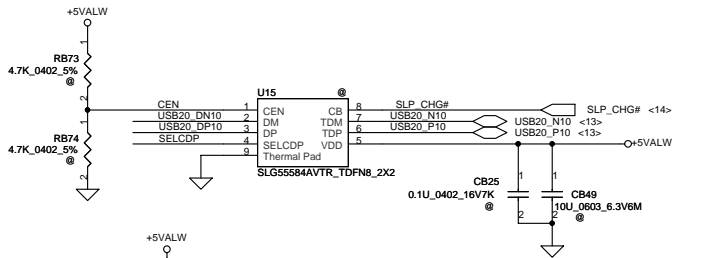 +5VALW
1
RB73
4.7K_0402_5%
@
2
1
RB74
4.7K_0402_5%
@
2
U15 @
CEN 1 CEN CB 8 SLP_CHG# SLP_CHG# <14>
USB20_DN10 2 DM TDM 7 USB20_N10 USB20_N10 <13>
USB20_DP10 3 DP TDP 6 USB20_P10 USB20_P10 <13>
SELCDP 4 SELCDP VDD 5 +5VALW
9 Thermal Pad
SLG55584AVTR_TDFN8_2X2
1 1
CB25
0.1U_0402_16V7K
@
CB49
10U_0603_6.3V6M
@
2 2
+5VALW